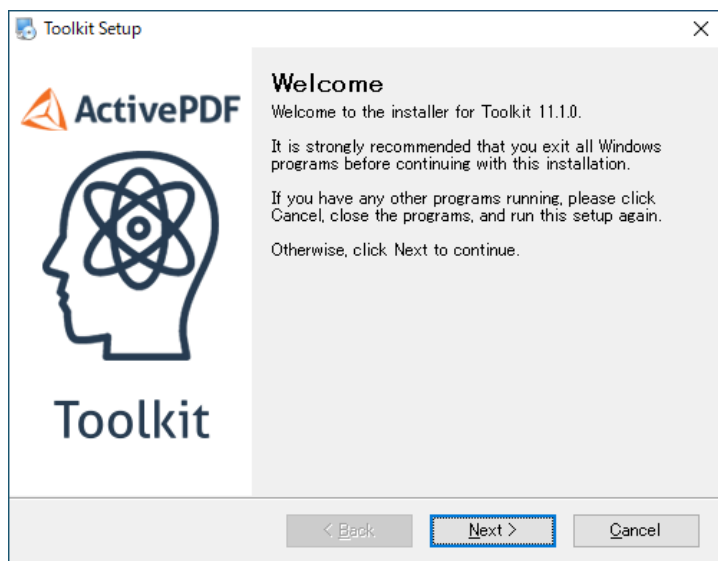 Toolkit Setup
ActivePDF
Toolkit
Welcome
Welcome to the installer for Toolkit 11.1.0.
It is strongly recommended that you exit all Windows
programs before continuing with this installation.
If you have any other programs running, please click
Cancel, close the programs, and run this setup again.
Otherwise, click Next to continue.
< Back
Next >
Cancel